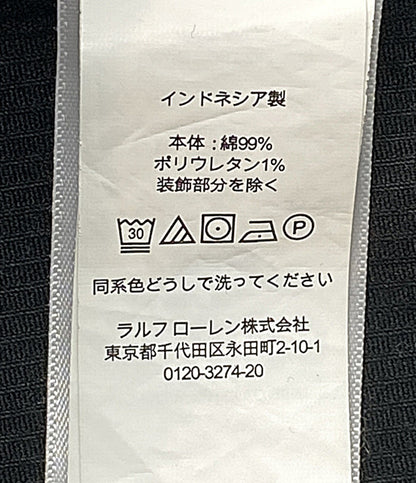 インドネシア製
本体：綿99%
ポリウレタン1%
装飾部分を除く
30 P
同系色どうしで洗ってください
ラルフ ローレン株式会社
東京都千代田区永田町2-10-1
0120-3274-20